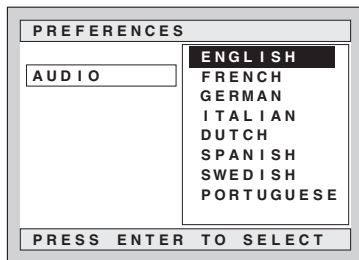 PREFERENCES
AUDIO
ENGLISH
FRENCH
GERMAN
ITALIAN
DUTCH
SPANISH
SWEDISH
PORTUGUESE
PRESS ENTER TO SELECT